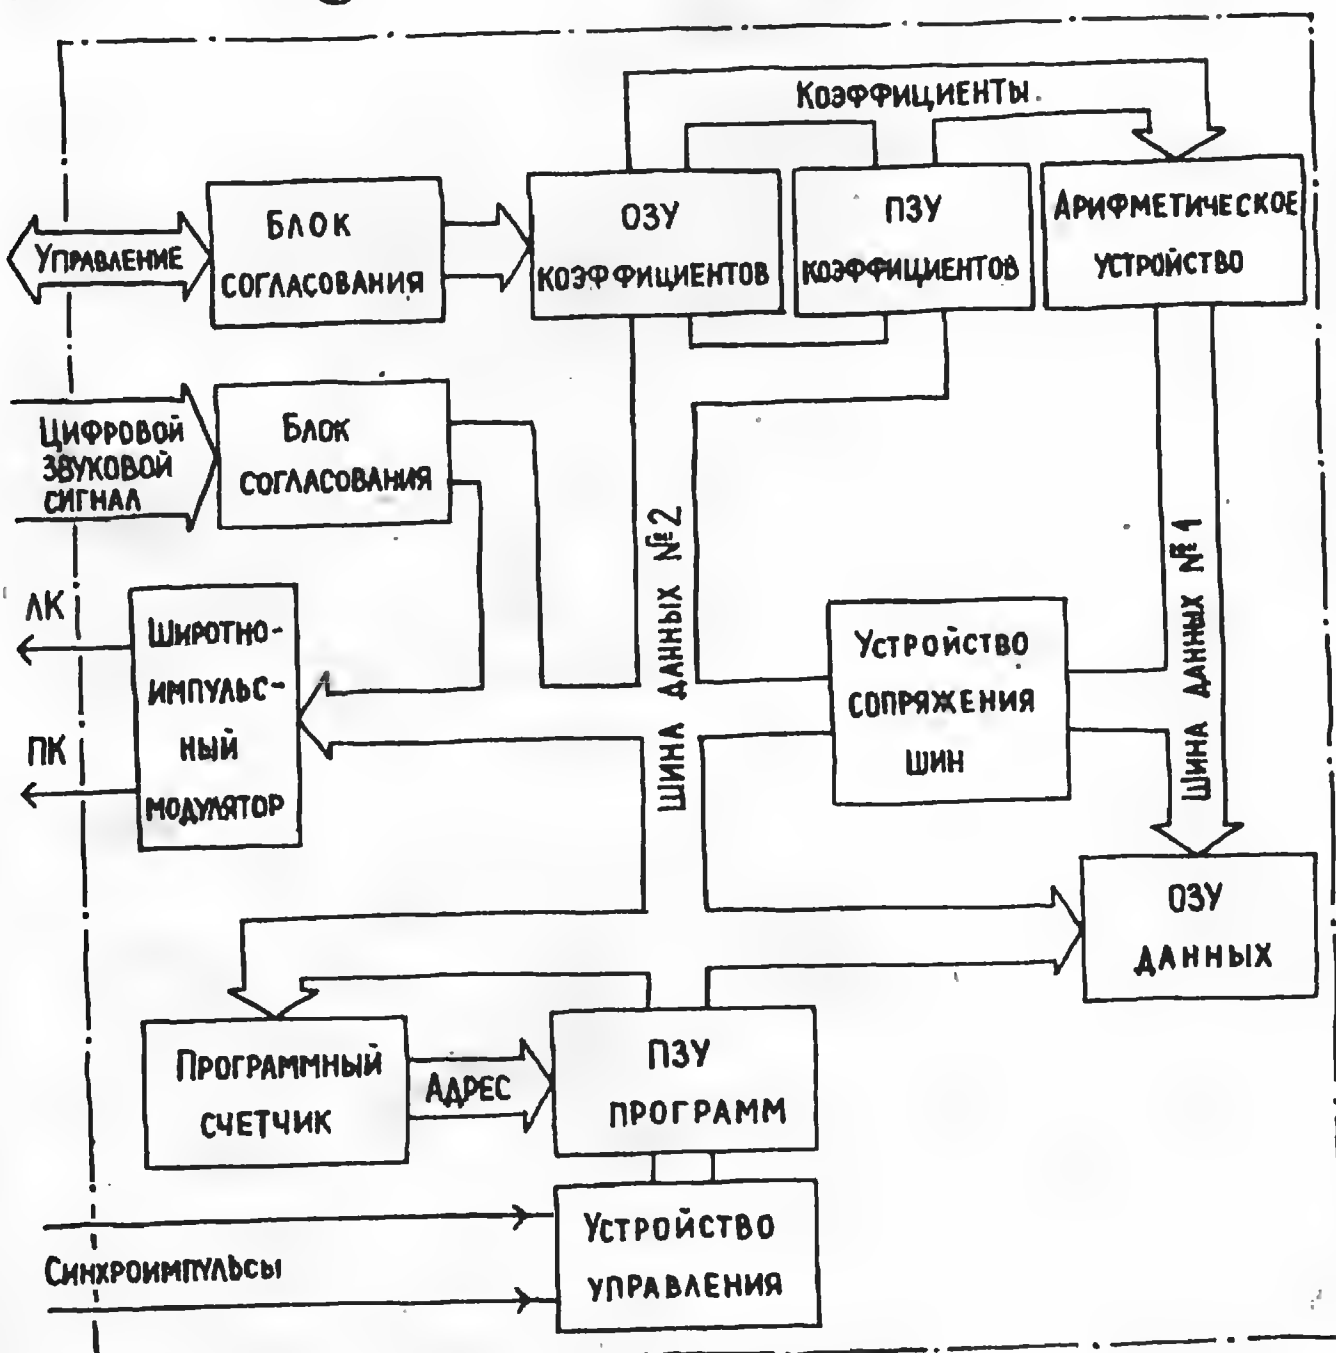 Коэффициенты
Блок
согласования
Управление
ОЗУ
коэффициентов
ПЗУ
коэффициентов
Арифметическое
устройство
Цифровой
звуковой
сигнал
Блок
согласования
Шина данных №2
Шина данных №1
ЛК
ПК
Широтно-
импульс-
ный
модулятор
Устройство
сопряжения
шин
ОЗУ
данных
Программный
счетчик
Адрес
ПЗУ
программ
Синхроимпульсы
Устройство
управления